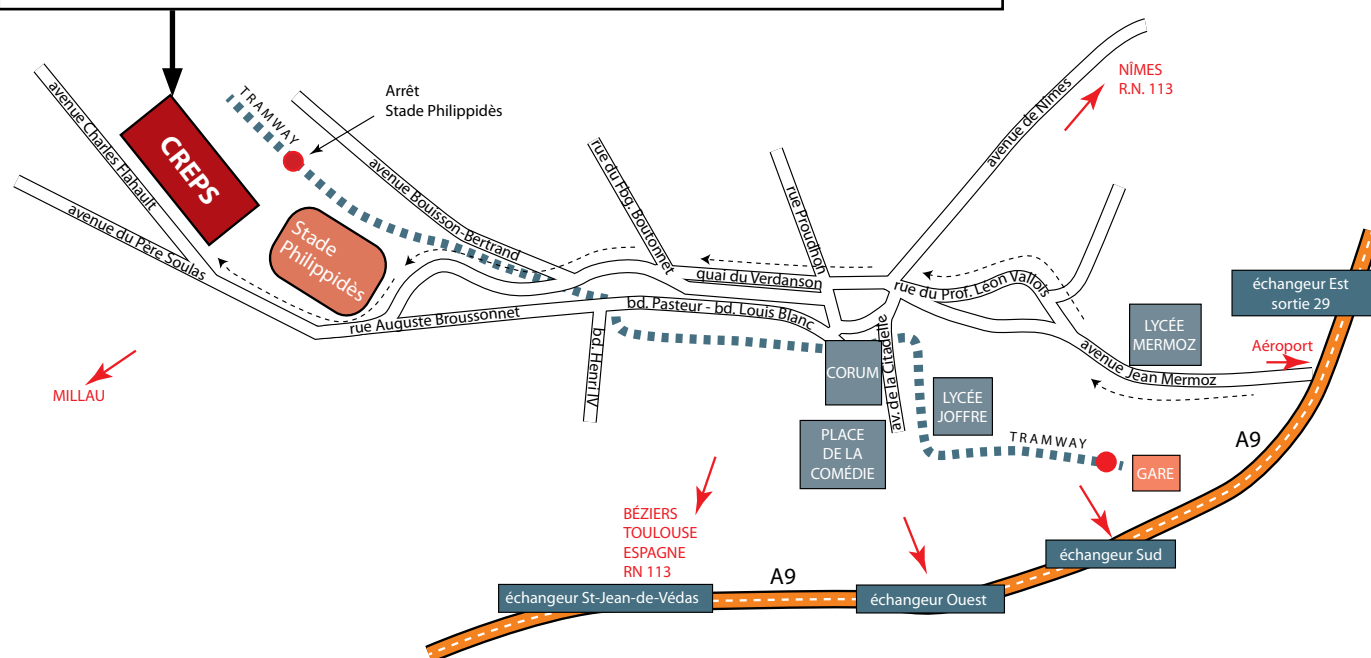 NÎMES
R.N. 113
Arrêt
Stade Philippidès
TRAMWAY
avenue Charles Flahault
CREPS
avenue Bouisson-Bertrand
avenue de Nîmes
rue du Fbg. Boutonnet
rue Proudhon
avenue du Père Soulas
Stade
Philippidès
quai du Verdanson
rue du Prof. Léon Vallois
échangeur Est
sortie 29
bd. Pasteur - bd. Louis Blanc
rue Auguste Broussonnet
LYCÉE
MERMOZ
Aéroport
av. de la Citadelle
bd. Henri IV
CORUM
avenue Jean Mermoz
MILLAU
LYCÉE
JOFFRE
PLACE
DE LA
COMÉDIE
TRAMWAY
A9
GARE
BÉZIERS
TOULOUSE
ESPAGNE
RN 113
échangeur Sud
A9
échangeur St-Jean-de-Védas
échangeur Ouest